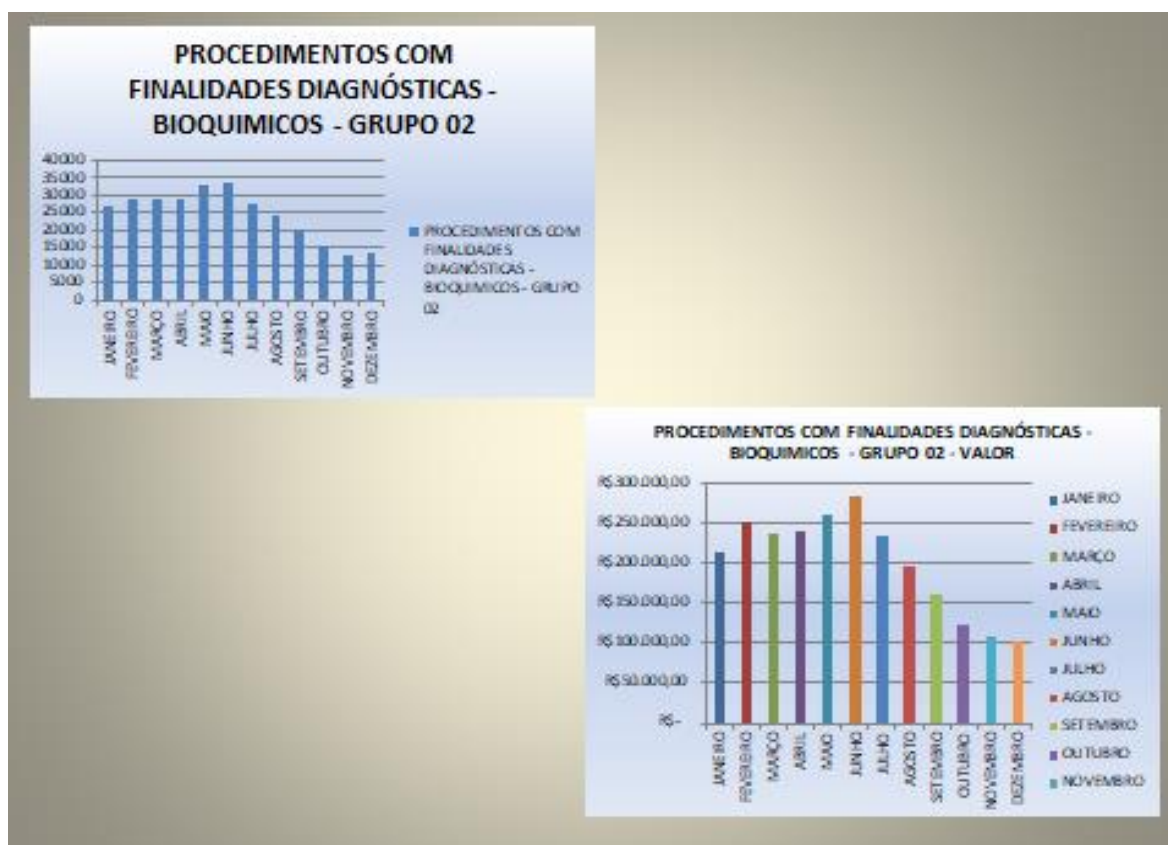 PROCEDIMENTOS COM
FINALIDADES DIAGNÓSTICAS -
BIOQUIMICOS - GRUPO 02
40000
35000
30000
25000
20000
15000
10000
5000
0
JANEIRO
FEVEREIRO
MARÇO
ABRIL
MAIO
JUNHO
JULHO
AGOSTO
SETEMBRO
OUTUBRO
NOVEMBRO
DEZEMBRO
PROCEDIMENTOS COM
FINALIDADES
DIAGNÓSTICAS -
BIOQUIMICOS - GRUPO
02
PROCEDIMENTOS COM FINALIDADES DIAGNÓSTICAS -
BIOQUIMICOS - GRUPO 02 - VALOR
R$300.000,00
R$250.000,00
R$200.000,00
R$150.000,00
R$100.000,00
R$50.000,00
R$-
JANEIRO
FEVEREIRO
MARÇO
ABRIL
MAIO
JUNHO
JULHO
AGOSTO
SETEMBRO
OUTUBRO
NOVEMBRO
DEZEMBRO
JANEIRO
FEVEREIRO
MARÇO
ABRIL
MAIO
JUNHO
JULHO
AGOSTO
SETEMBRO
OUTUBRO
NOVEMBRO